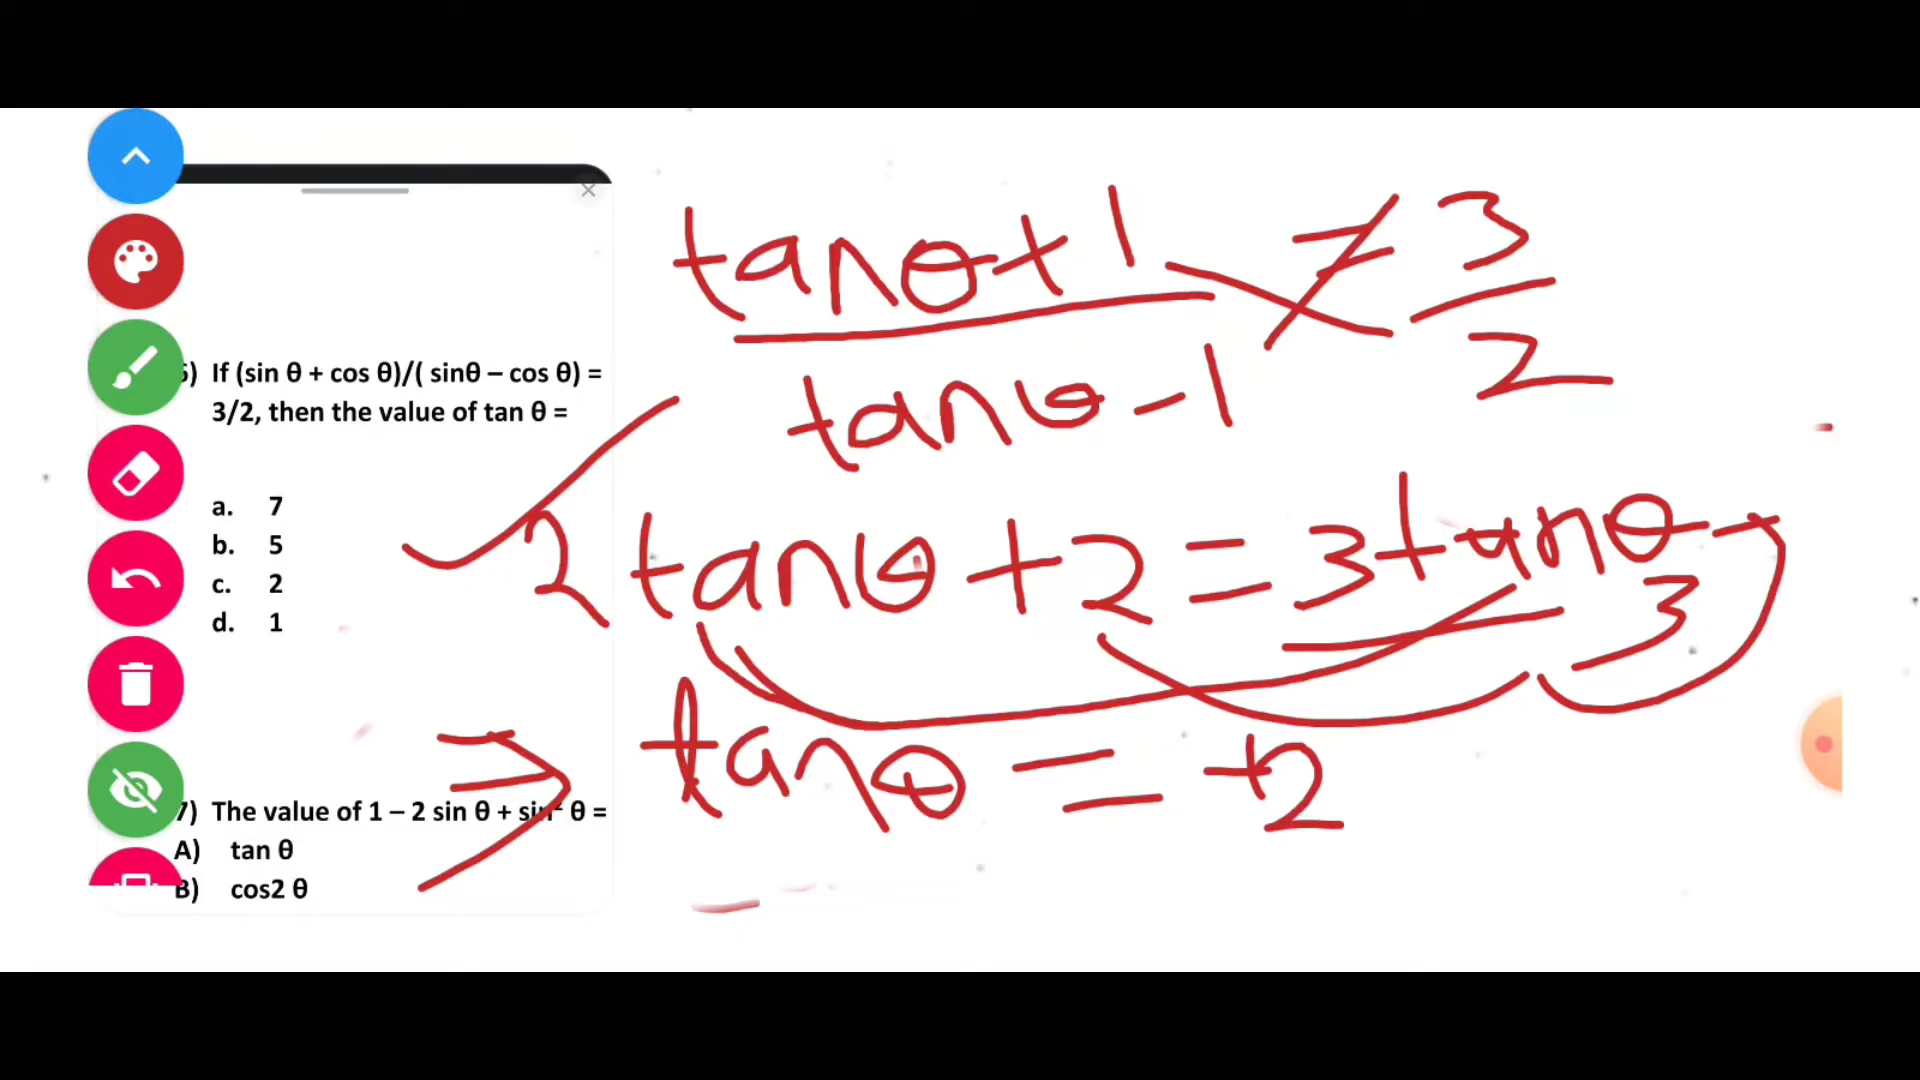 6) If (sin θ + cos θ)/( sinθ – cos θ) =
3/2, then the value of tan θ =
a. 7
b. 5
c. 2
d. 1
7) The value of 1 – 2 sin θ + sin² θ =
A) tan θ
B) cos2 θ
tanθ+1 = 3
tanθ-1 2
2tanθ+2=3tanθ-
3
⇒ tanθ = +2